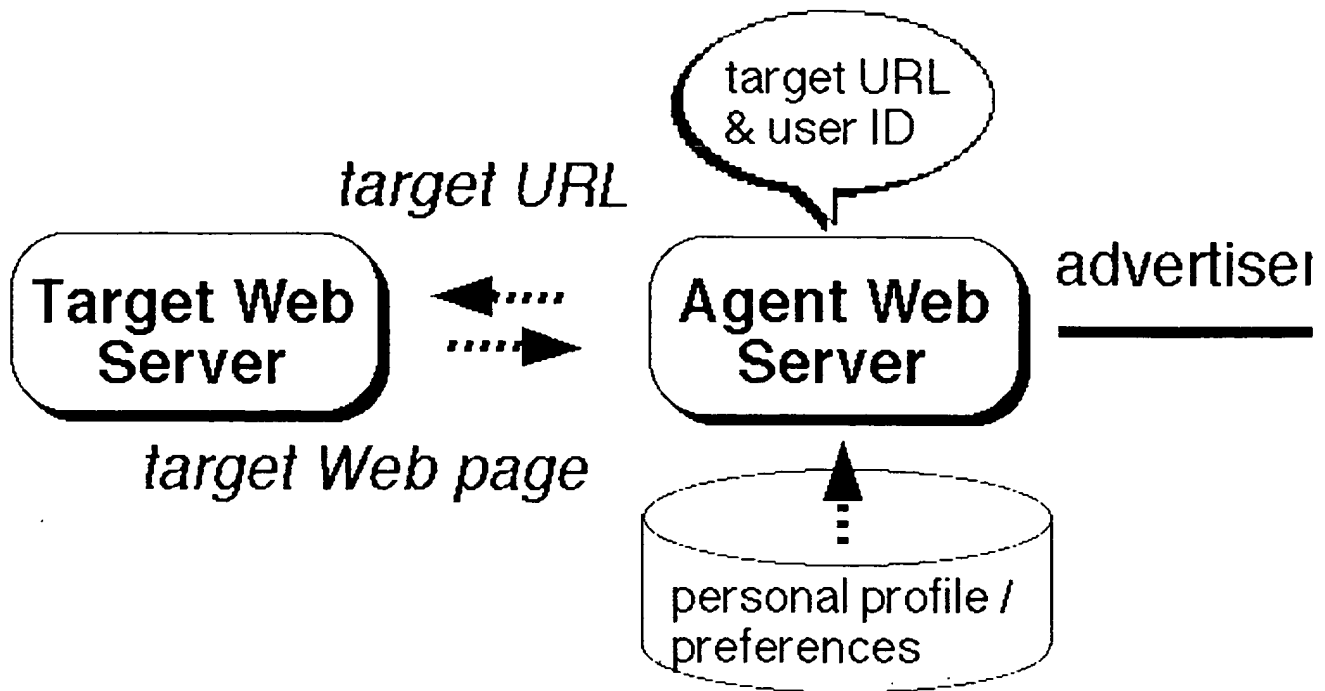 target URL
& user ID
target URL
Target Web
Server
Agent Web
Server
target Web page
personal profile /
preferences